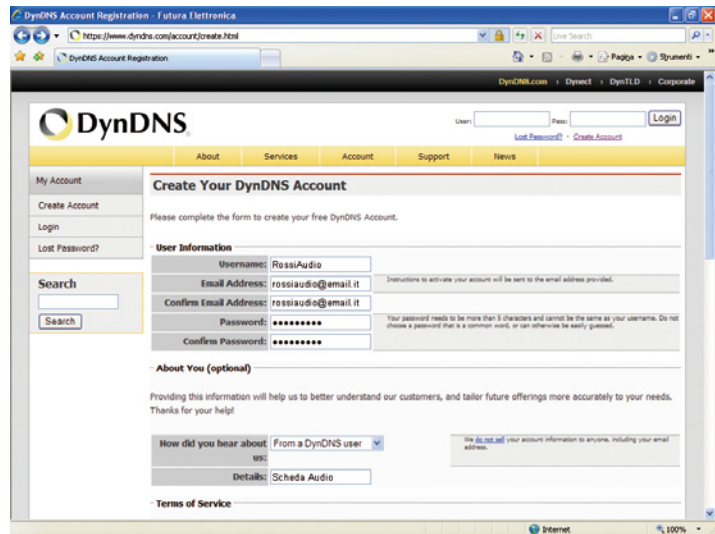 DynDNS Account Registration - Futura Elettronica
https://www.dyndns.com/account/create.html
Live Search
DynDNS Account Registration
Pagina
Strumenti
DynDNS.com
Dynect
DynTLD
Corporate
DynDNS
User:
Pass:
Login
Lost Password? - Create Account
About
Services
Account
Support
News
My Account
Create Account
Login
Lost Password?
Search
Search
Create Your DynDNS Account
Please complete the form to create your free DynDNS Account.
User Information
Username: RossiAudio
Email Address: rossiaudio@email.it
Instructions to activate your account will be sent to the email address provided.
Confirm Email Address: rossiaudio@email.it
Password: •••••••••
Your password needs to be more than 5 characters and cannot be the same as your username. Do not
choose a password that is a common word, or can otherwise be easily guessed.
Confirm Password: •••••••••
About You (optional)
Providing this information will help us to better understand our customers, and tailor future offerings more accurately to your needs.
Thanks for your help!
How did you hear about
us:
From a DynDNS user
We do not sell your account information to anyone, including your email
address.
Details: Scheda Audio
Terms of Service
Internet
100%